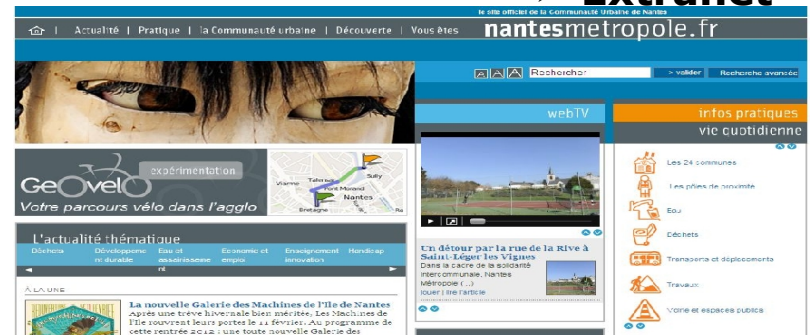 Extranet
le site officiel de la Communauté Urbaine de Nantes
Actualité | Pratique | la Communauté urbaine | Découverte | Vous êtes
nantesmetropole.fr
A A A Rechercher > valider Recherche avancée
webTV
infos pratiques
vie quotidienne
GeOvelO
expérimentation
Votre parcours vélo dans l'agglo
Sully
Pont Morand
Nantes
Bretagne
Les 24 communes
Les pôles de proximité
Eau
Déchets
Transports et déplacements
Travaux
Voirie et espaces publics
L'actualité thématique
Déchets
Développement durable
Eau et assainissement
Economie et emploi
Enseignement innovation
Handicap
À LA UNE
La nouvelle Galerie des Machines de l'Ile de Nantes
Après une trêve hivernale bien méritée, Les Machines de
l'Ile rouvrent leurs portes le 11 février. Au programme de
cette rentrée 2012 : une toute nouvelle Galerie des
Un détour par la rue de la Rive à
Saint-Léger les Vignes
Dans la cadre de la solidarité
intercommunale, Nantes
Métropole (...)
jouer | lire l'article